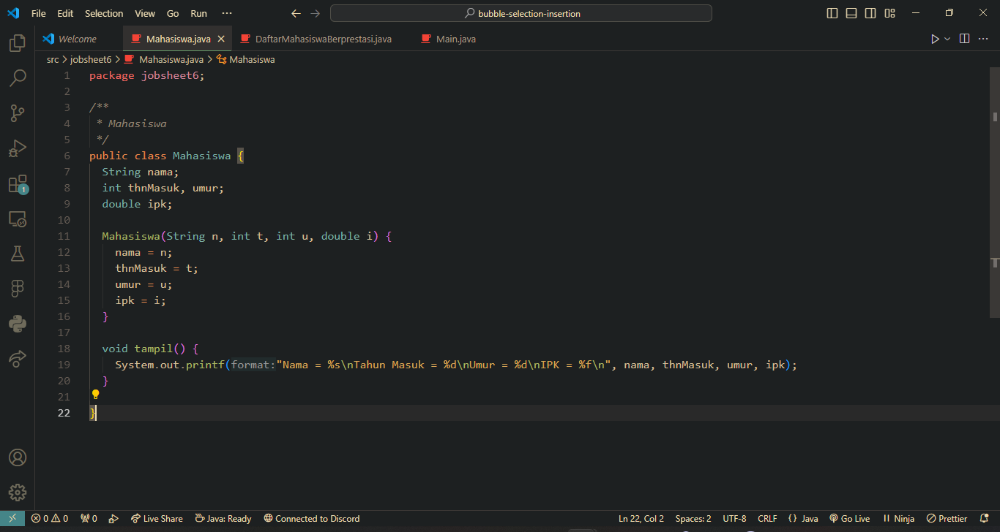 File Edit Selection View Go Run ···
bubble-selection-insertion
Welcome
Mahasiswa.java
DaftarMahasiswaBerprestasi.java
Main.java
src > jobsheet6 > Mahasiswa.java > Mahasiswa
1 package jobsheet6;
2
3 /**
4  * Mahasiswa
5  */
6 public class Mahasiswa {
7   String nama;
8   int thnMasuk, umur;
9   double ipk;
10
11   Mahasiswa(String n, int t, int u, double i) {
12     nama = n;
13     thnMasuk = t;
14     umur = u;
15     ipk = i;
16   }
17
18   void tampil() {
19     System.out.printf(format:"Nama = %s\nTahun Masuk = %d\nUmur = %d\nIPK = %f\n", nama, thnMasuk, umur, ipk);
20   }
21
22 }
1
0 0 0 Live Share Java: Ready Connected to Discord Ln 22, Col 2 Spaces: 2 UTF-8 CRLF {} Java Go Live Ninja Prettier